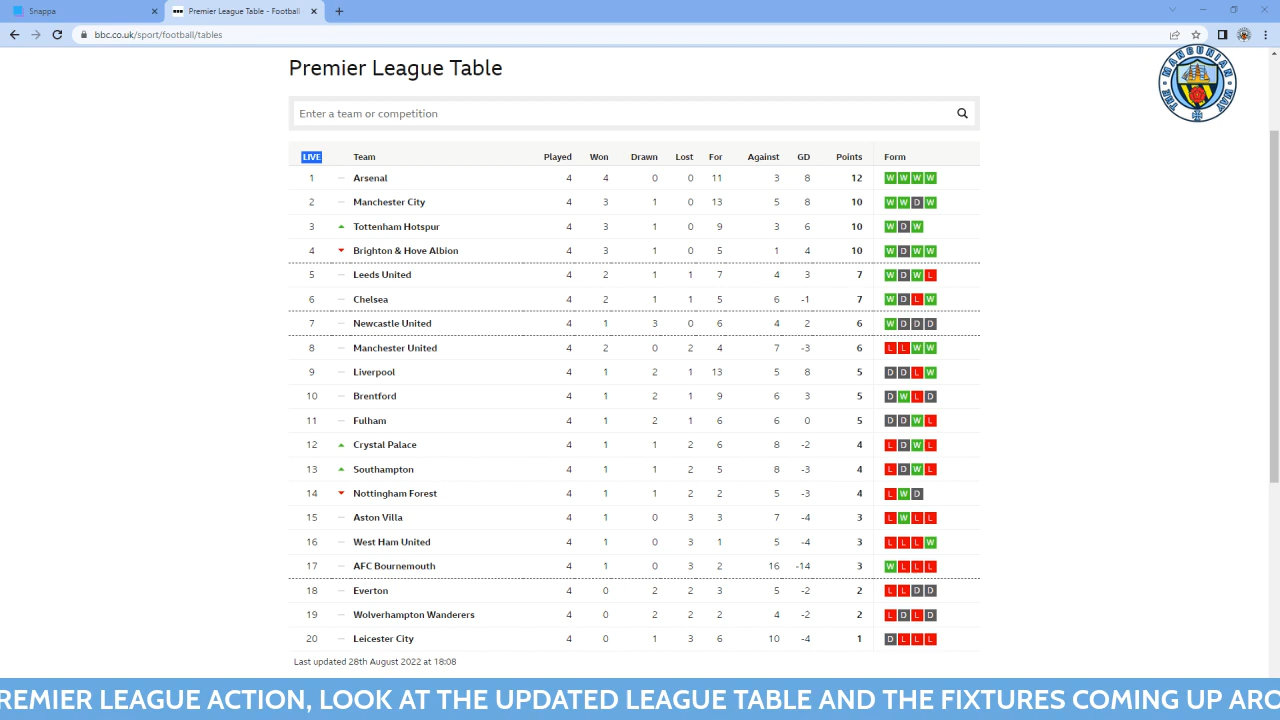 Snappa
Premier League Table - Football
bbc.co.uk/sport/football/tables
Premier League Table
Enter a team or competition
THE MANCUNIAN WAY
LIVE Team Played Won Drawn Lost For Against GD Points Form
1 Arsenal 4 4 0 0 11 3 8 12 W W W W
2 Manchester City 4 3 1 0 13 5 8 10 W W D W
3 Tottenham Hotspur 4 3 1 0 9 3 6 10 W D W
4 Brighton & Hove Albion 4 3 1 0 5 1 4 10 W D W W
5 Leeds United 4 2 1 1 7 4 3 7 W D W L
6 Chelsea 4 2 1 1 5 6 -1 7 W D L W
7 Newcastle United 4 1 3 0 6 4 2 6 W D D D
8 Manchester United 4 2 0 2 4 7 -3 6 L L W W
9 Liverpool 4 1 2 1 13 5 8 5 D D L W
10 Brentford 4 1 2 1 9 6 3 5 D W L D
11 Fulham 4 1 2 1 6 6 0 5 D D W L
12 Crystal Palace 4 1 1 2 6 8 -2 4 L D W L
13 Southampton 4 1 1 2 5 8 -3 4 L D W L
14 Nottingham Forest 4 1 1 2 2 5 -3 4 L W D
15 Aston Villa 4 1 0 3 3 7 -4 3 L W L L
16 West Ham United 4 1 0 3 1 5 -4 3 L L L W
17 AFC Bournemouth 4 1 0 3 2 16 -14 3 W L L L
18 Everton 4 0 2 2 3 5 -2 2 L L D D
19 Wolverhampton Wanderers 4 0 2 2 2 4 -2 2 L D L D
20 Leicester City 4 0 1 3 6 10 -4 1 D L L L
Last updated 28th August 2022 at 18:08
REMIER LEAGUE ACTION, LOOK AT THE UPDATED LEAGUE TABLE AND THE FIXTURES COMING UP ARO